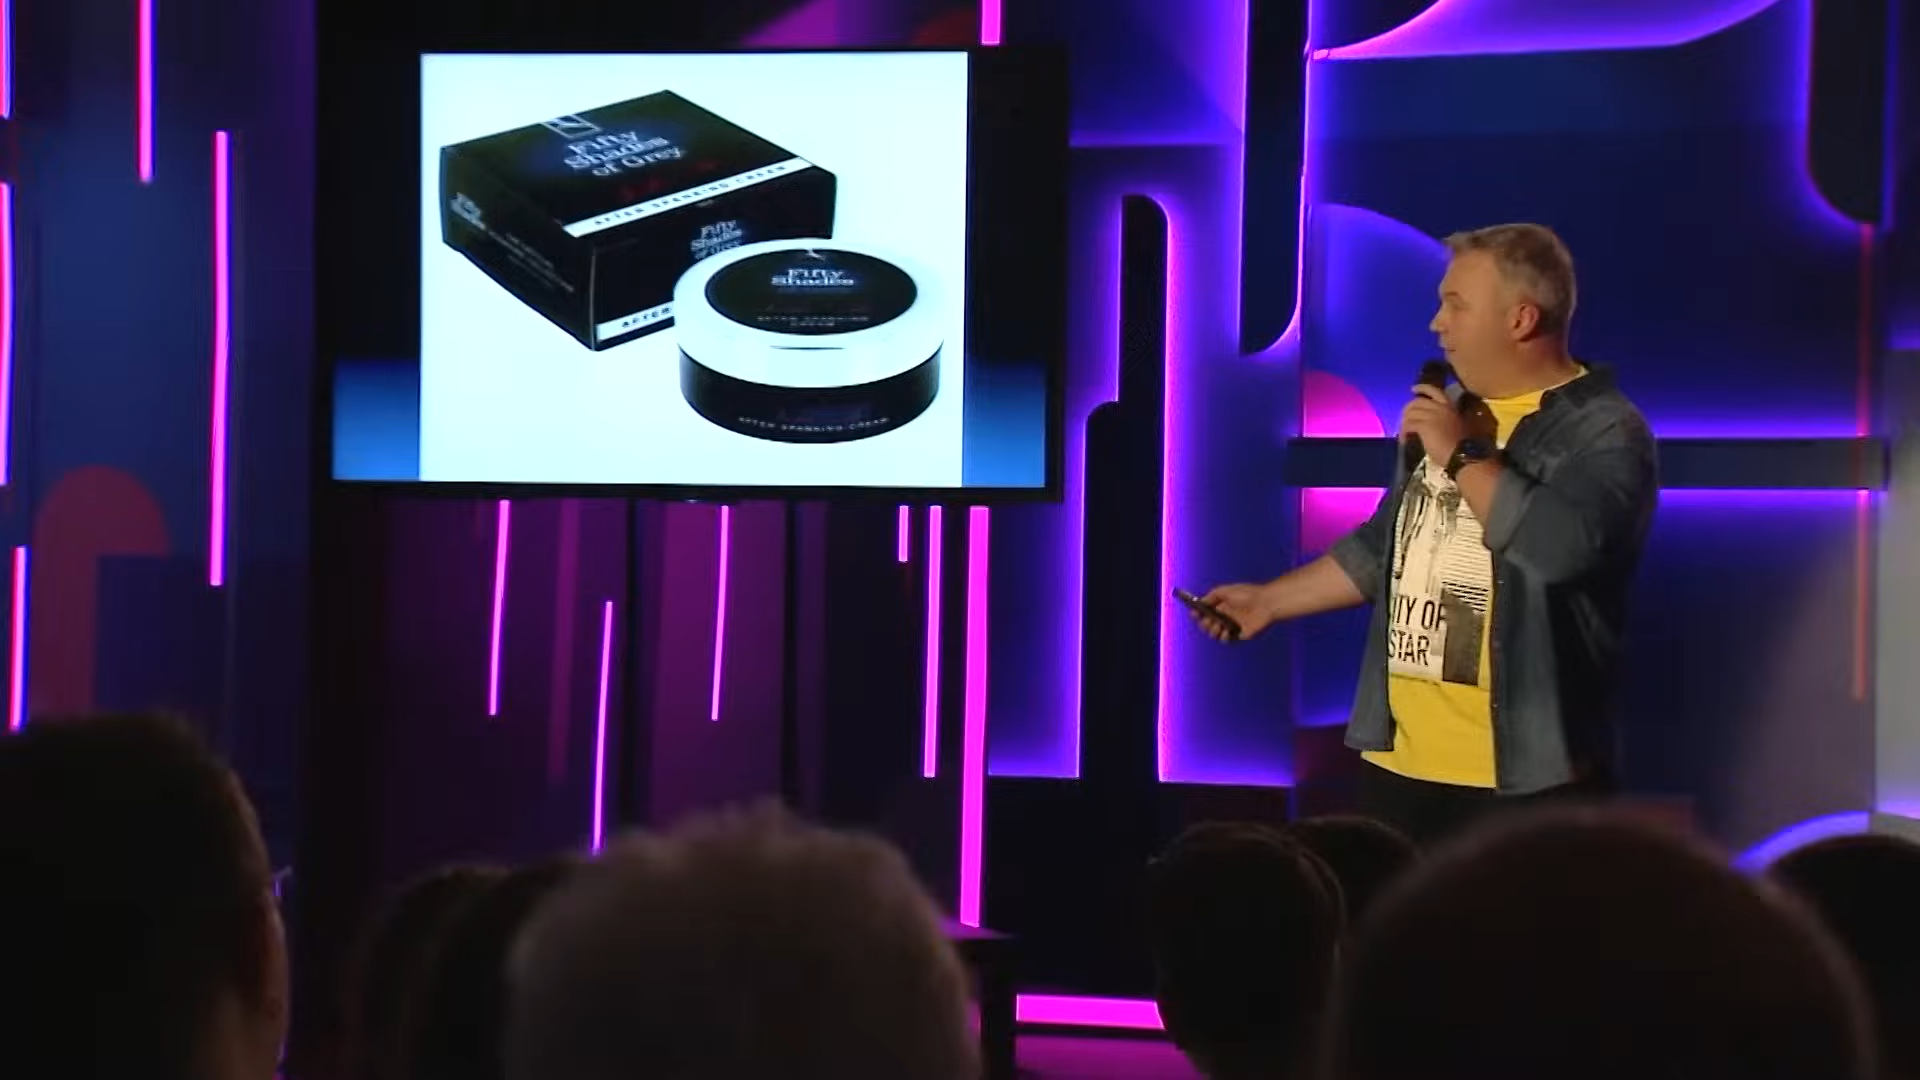 Fifty
Shades
of Grey
AFTER SPANKING CREAM
Fifty
Shades
of Grey
AFTER
Fifty
Shades
AFTER SPANKING
CREAM
AFTER SPANKING CREAM
ITY OF
STAR